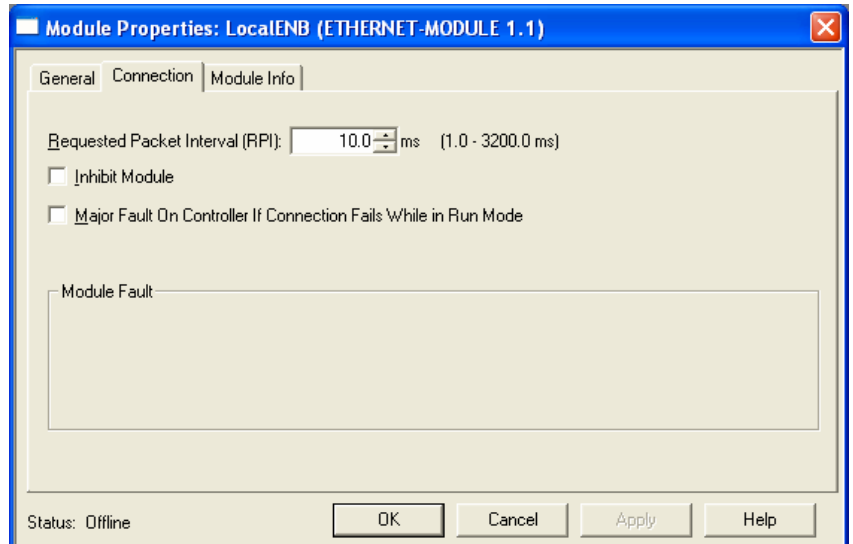 Module Properties: LocalENB (ETHERNET-MODULE 1.1)
General Connection Module Info
Requested Packet Interval (RPI): 10.0 ms (1.0 - 3200.0 ms)
Inhibit Module
Major Fault On Controller If Connection Fails While in Run Mode
Module Fault
Status: Offline OK Cancel Apply Help